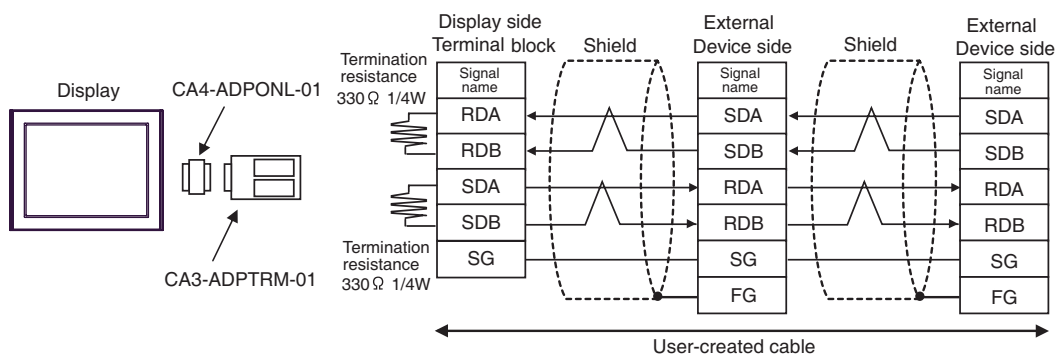 Display
CA4-ADPONL-01
CA3-ADPTRM-01
Termination
resistance
330 Ω 1/4W
Termination
resistance
330 Ω 1/4W
Display side
Terminal block
Signal
name
RDA
RDB
SDA
SDB
SG
Shield
External
Device side
Signal
name
SDA
SDB
RDA
RDB
SG
FG
Shield
External
Device side
Signal
name
SDA
SDB
RDA
RDB
SG
FG
User-created cable